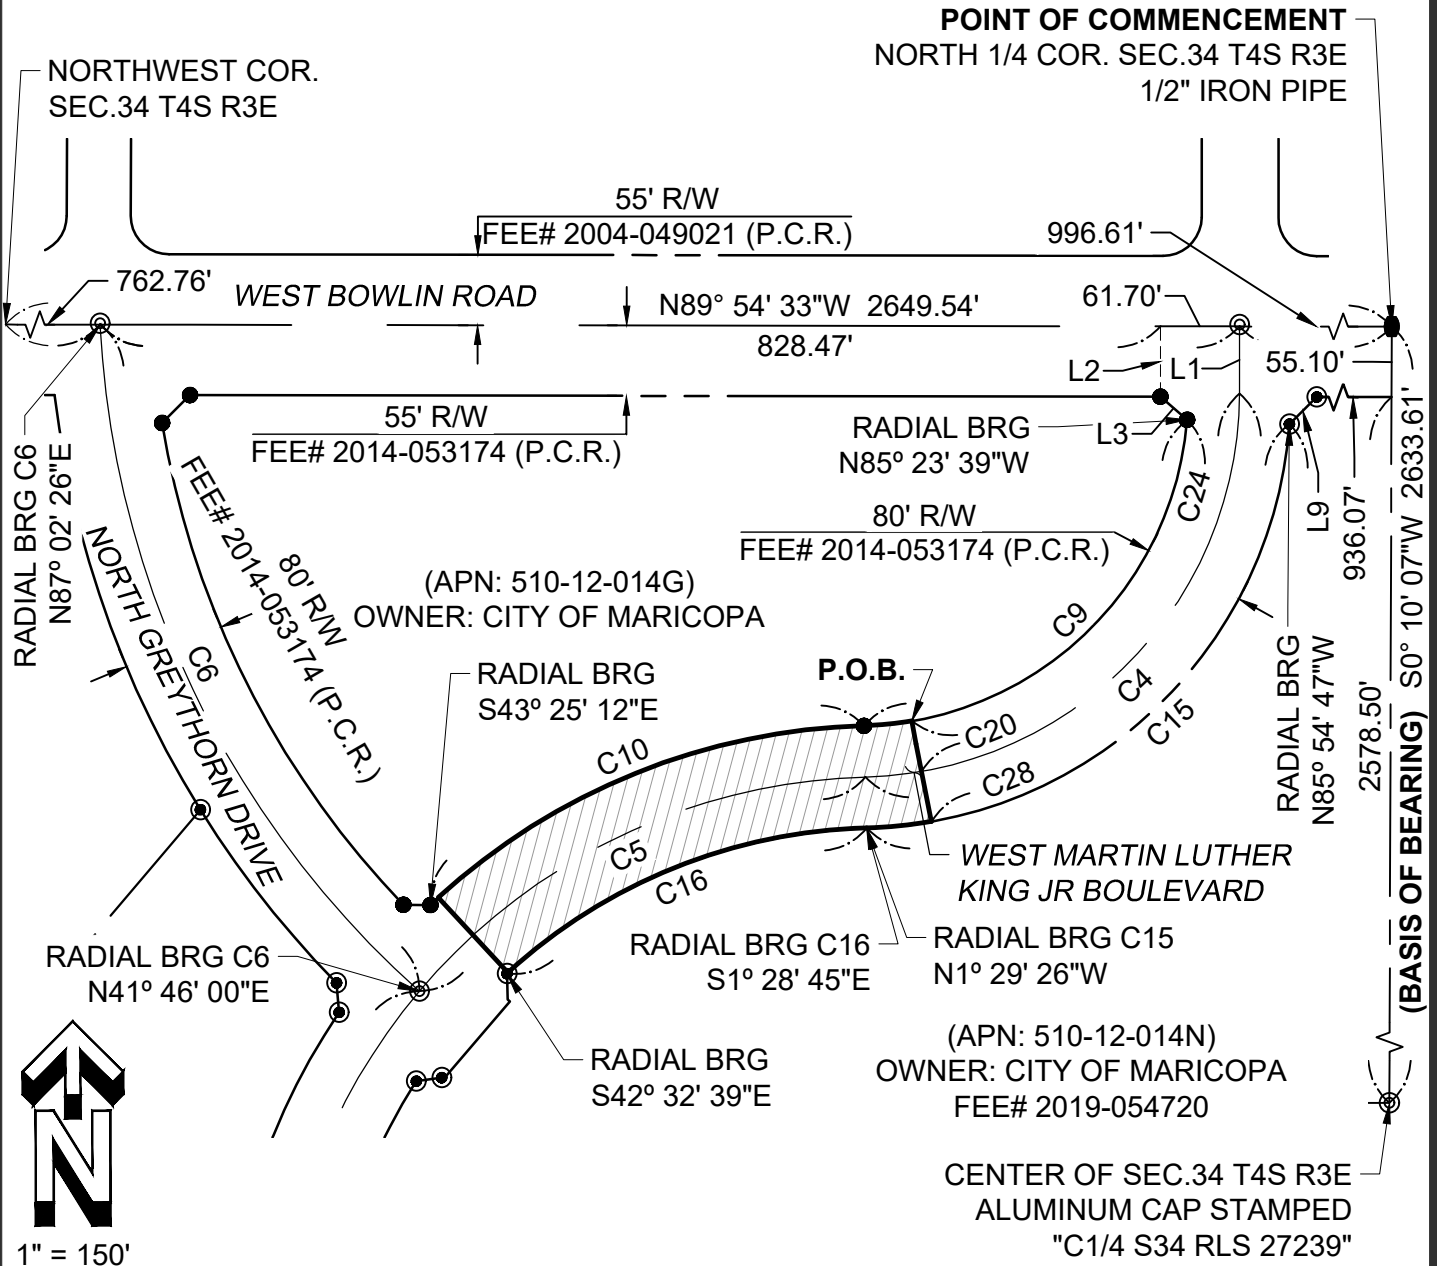 POINT OF COMMENCEMENT
NORTH 1/4 COR. SEC.34 T4S R3E
1/2" IRON PIPE
NORTHWEST COR.
SEC.34 T4S R3E
55' R/W
FEE# 2004-049021 (P.C.R.)
996.61'
762.76'
WEST BOWLIN ROAD
N89° 54' 33"W 2649.54'
828.47'
61.70'
L2
L1
55.10'
55' R/W
FEE# 2014-053174 (P.C.R.)
RADIAL BRG
N85º 23' 39"W
L3
C24
L9
936.07'
S0° 10' 07"W 2633.61'
(BASIS OF BEARING)
2578.50'
RADIAL BRG C6
N87º 02' 26"E
80' R/W
FEE# 2014-053174 (P.C.R.)
80' R/W
FEE# 2014-053174 (P.C.R.)
NORTH GREYTHORN DRIVE
C6
(APN: 510-12-014G)
OWNER: CITY OF MARICOPA
C9
RADIAL BRG
S43º 25' 12"E
P.O.B.
C4
C15
RADIAL BRG
N85º 54' 47"W
C10
C20
C28
C5
C16
WEST MARTIN LUTHER
KING JR BOULEVARD
RADIAL BRG C6
N41º 46' 00"E
RADIAL BRG C16
S1º 28' 45"E
RADIAL BRG C15
N1º 29' 26"W
RADIAL BRG
S42º 32' 39"E
(APN: 510-12-014N)
OWNER: CITY OF MARICOPA
FEE# 2019-054720
CENTER OF SEC.34 T4S R3E
ALUMINUM CAP STAMPED
"C1/4 S34 RLS 27239"
N
1" = 150'